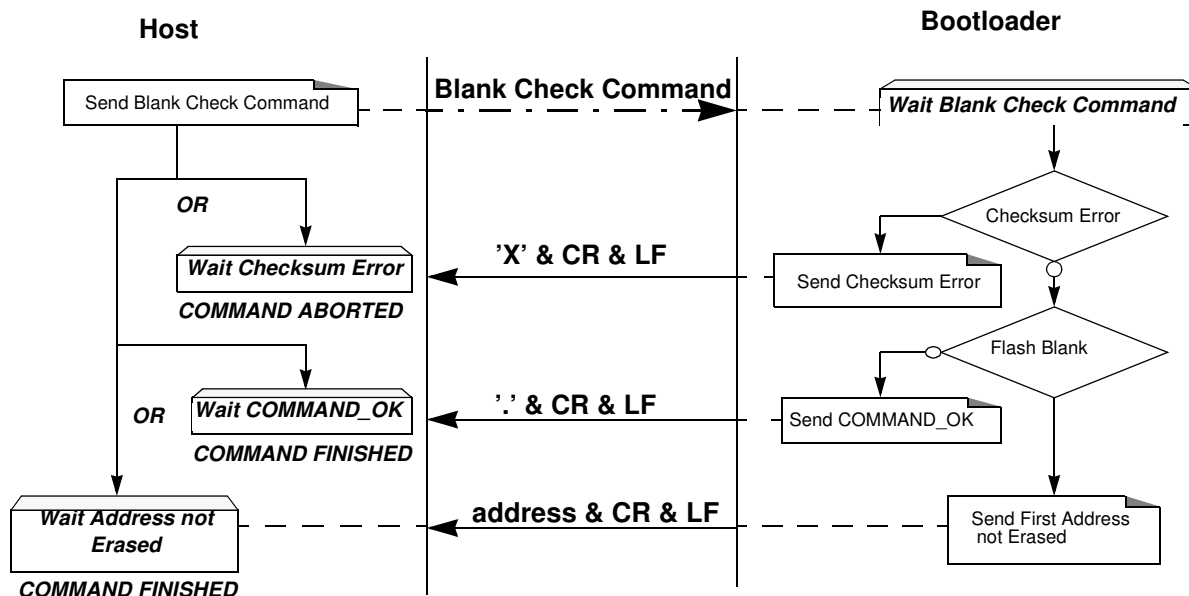 Host
Bootloader
Send Blank Check Command
Blank Check Command
Wait Blank Check Command
OR
Checksum Error
Wait Checksum Error
’X’ & CR & LF
Send Checksum Error
COMMAND ABORTED
Flash Blank
OR
Wait COMMAND_OK
’.’ & CR & LF
Send COMMAND_OK
COMMAND FINISHED
Wait Address not
Erased
address & CR & LF
Send First Address
not Erased
COMMAND FINISHED